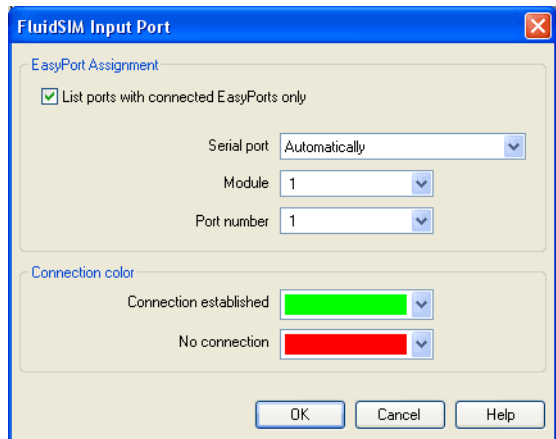 FluidSIM Input Port
EasyPort Assignment
List ports with connected EasyPorts only
Serial port Automatically
Module 1
Port number 1
Connection color
Connection established
No connection
OK Cancel Help